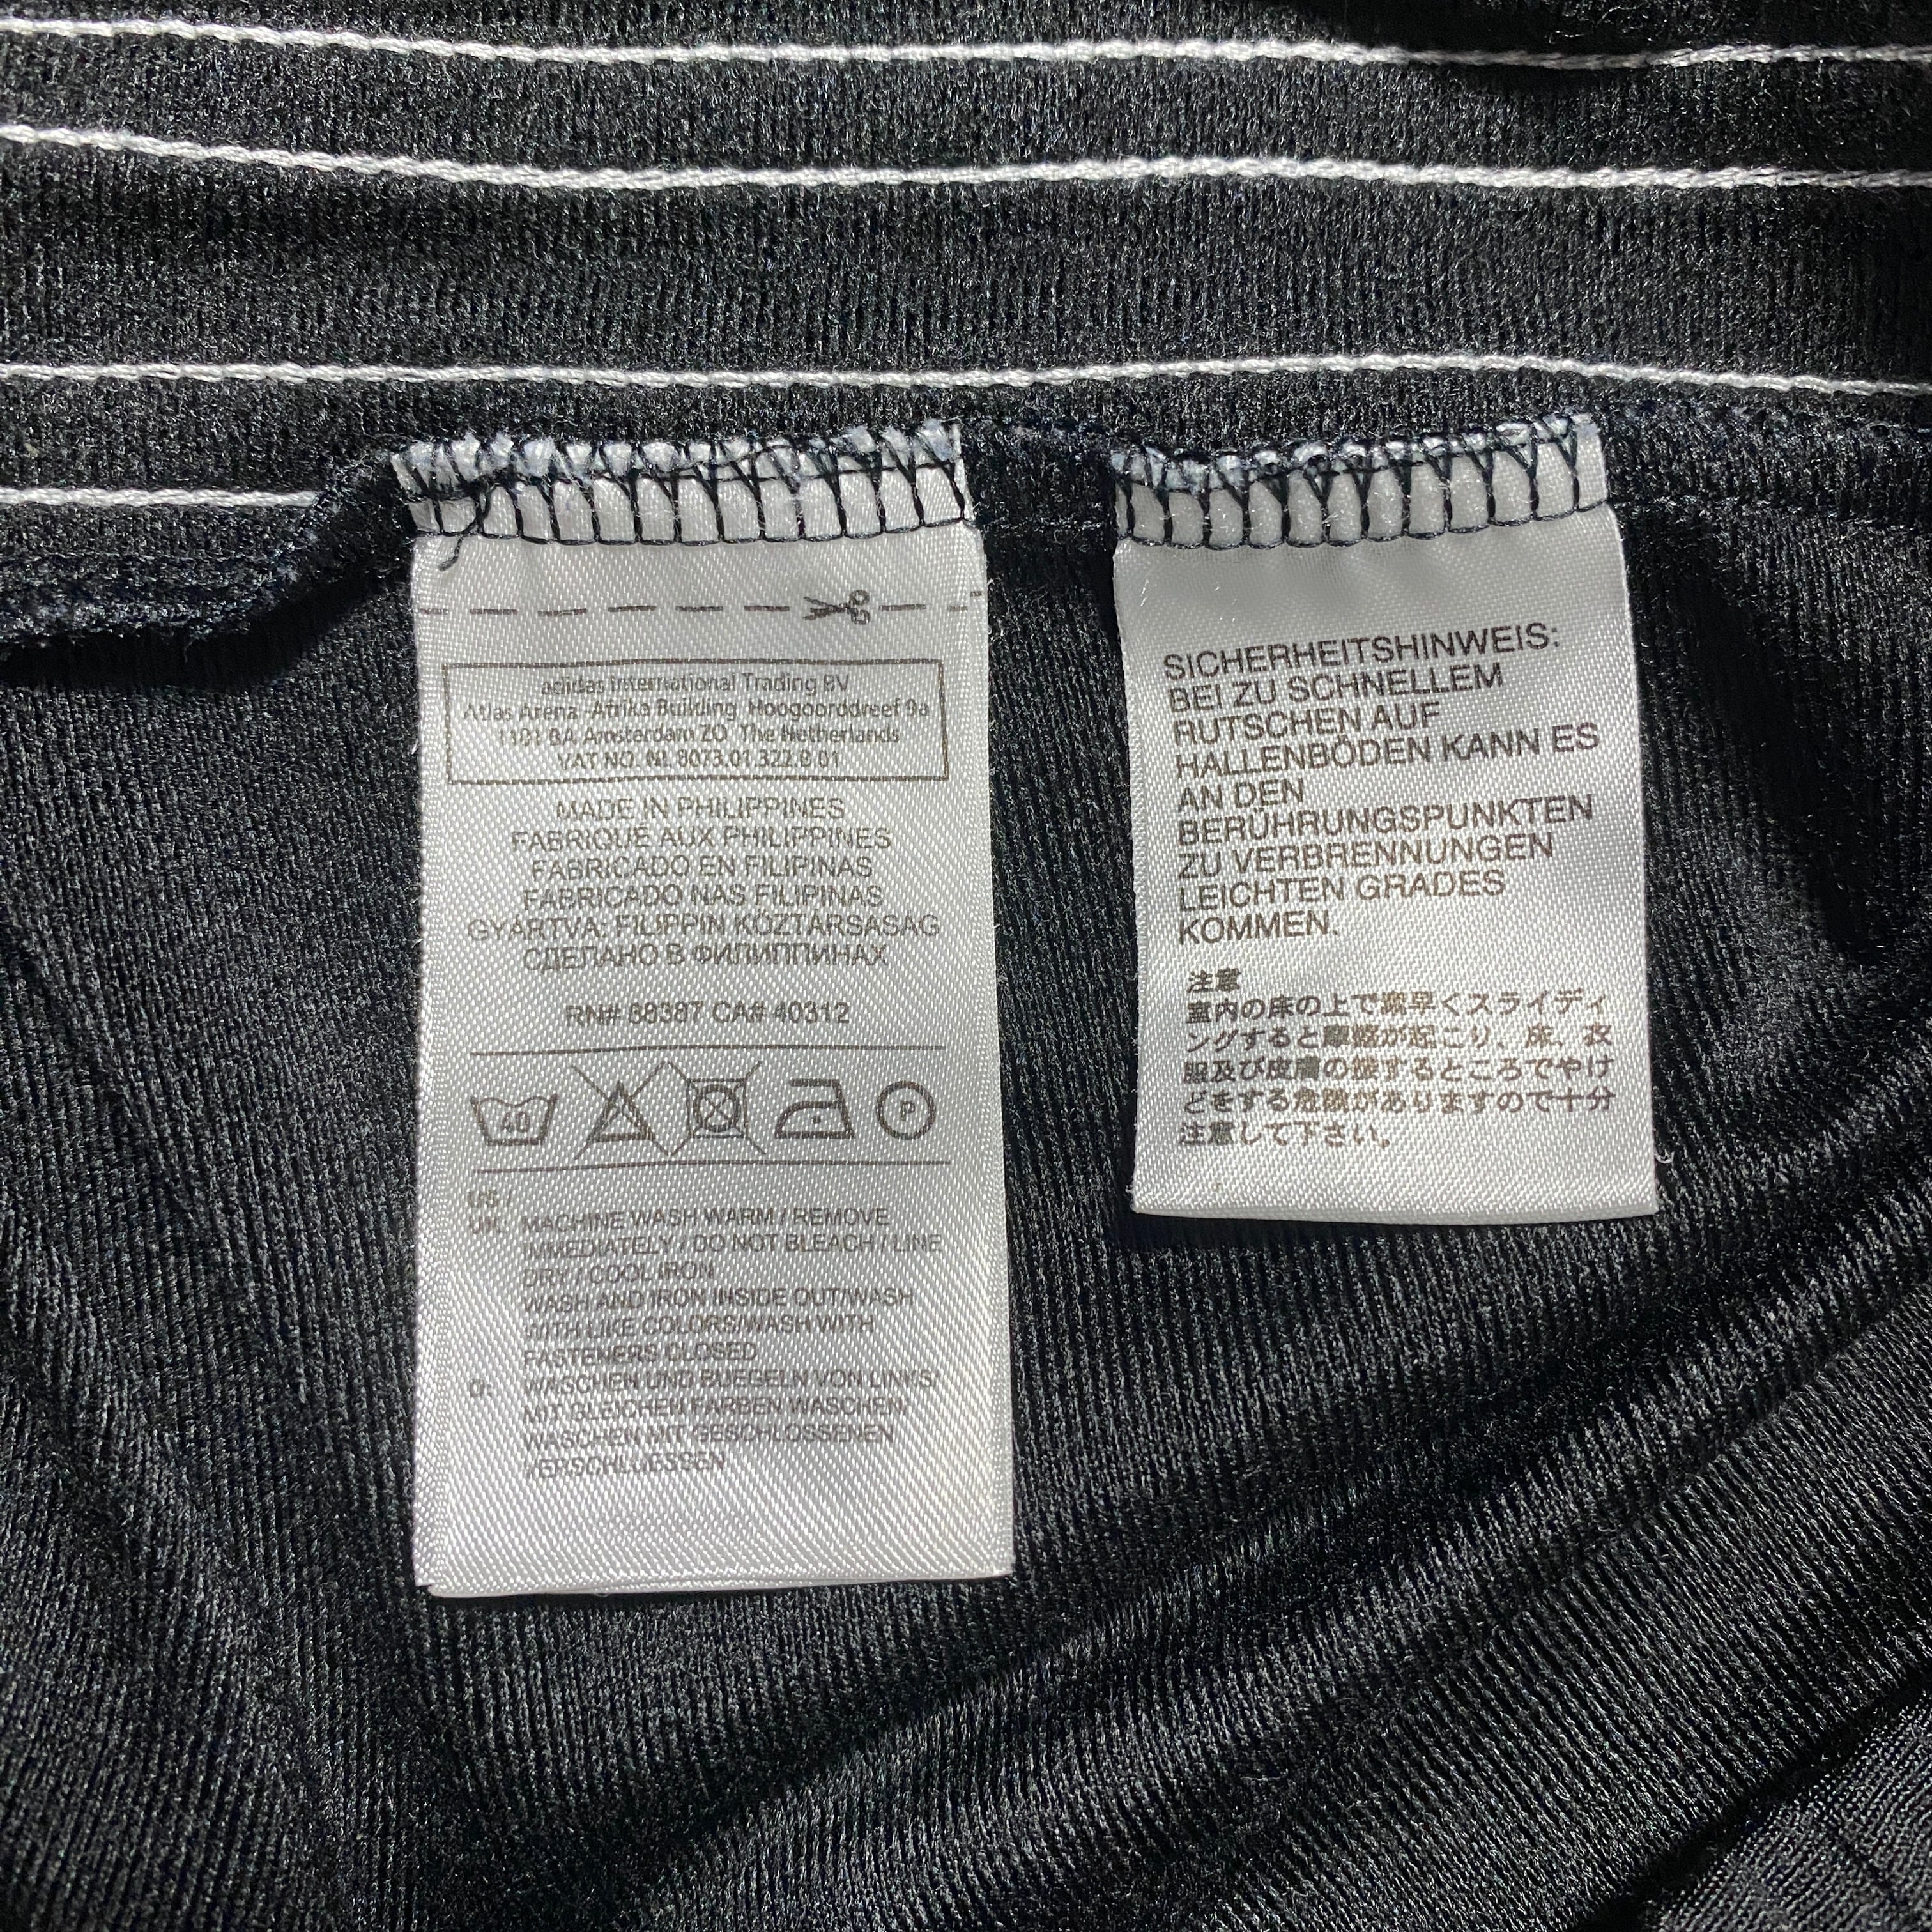 adidas International Trading BV
Atlas Arena - Afrika Building Hoogoorddreef 9a
1101 BA Amsterdam ZO The Netherlands
VAT NO. NL 8073.01.322.B.01
MADE IN PHILIPPINES
FABRIQUÉ AUX PHILIPPINES
FABRICADO EN FILIPINAS
FABRICADO NAS FILIPINAS
GYÁRTVA: FILIPPIN KÖZTÁRSASÁG
СДЕЛАНО В ФИЛИППИНАХ
RN# 88387 CA# 40312
40 P
US /
UK: MACHINE WASH WARM / REMOVE
IMMEDIATELY / DO NOT BLEACH / LINE
DRY / COOL IRON
WASH AND IRON INSIDE OUT/WASH
WITH LIKE COLORS/WASH WITH
FASTENERS CLOSED
D: WASCHEN UND BUEGELN VON LINKS/
MIT GLEICHEN FARBEN WASCHEN/
WASCHEN MIT GESCHLOSSENEN
VERSCHLUESSEN
SICHERHEITSHINWEIS:
BEI ZU SCHNELLEM
RUTSCHEN AUF
HALLENBÖDEN KANN ES
AN DEN
BERÜHRUNGSPUNKTEN
ZU VERBRENNUNGEN
LEICHTEN GRADES
KOMMEN.
注意
室内の床の上で素早くスライディ
ングすると摩擦が起こり、床、衣
服及び皮膚の接するところでやけ
どをする危険がありますので十分
注意して下さい。